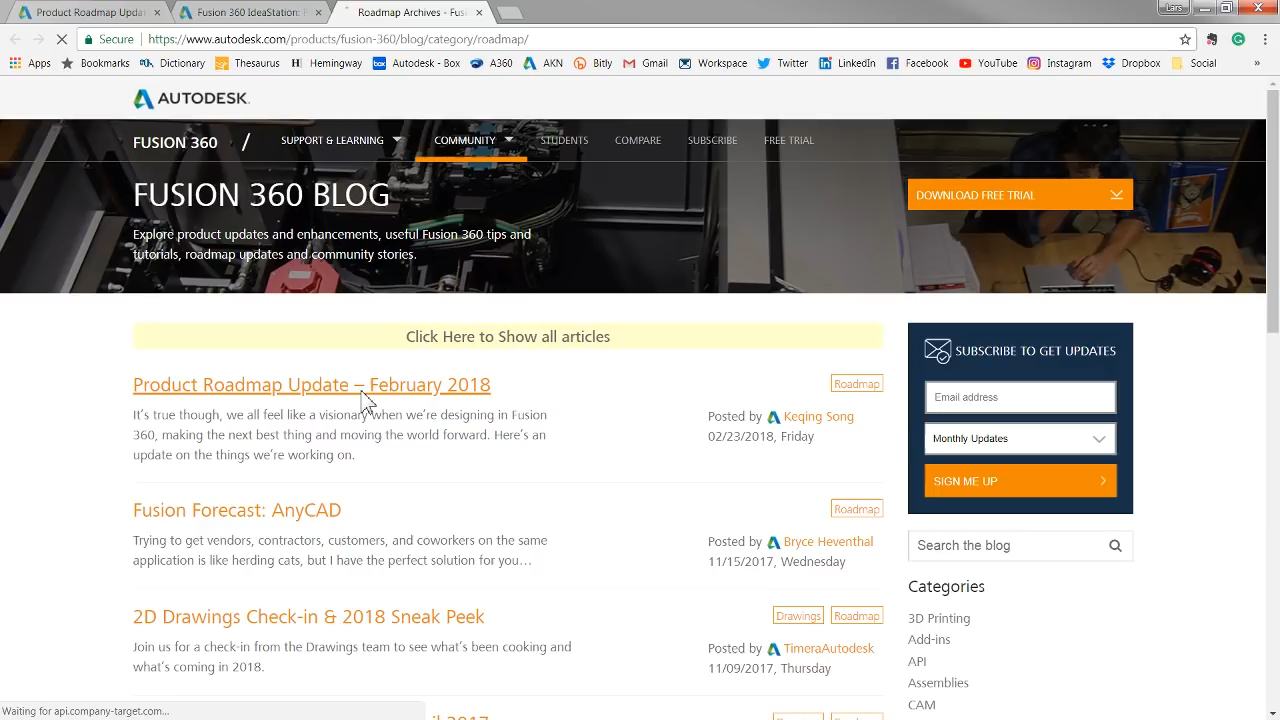 Product Roadmap Upda
Fusion 360 IdeaStation: P
Roadmap Archives - Fus
Lars
Secure
https://www.autodesk.com/products/fusion-360/blog/category/roadmap/
Apps
Bookmarks
Dictionary
Thesaurus
Hemingway
Autodesk - Box
A360
AKN
Bitly
Gmail
Workspace
Twitter
LinkedIn
Facebook
YouTube
Instagram
Dropbox
Social
»
AUTODESK.
FUSION 360 /
SUPPORT & LEARNING
COMMUNITY
STUDENTS
COMPARE
SUBSCRIBE
FREE TRIAL
FUSION 360 BLOG
Explore product updates and enhancements, useful Fusion 360 tips and
tutorials, roadmap updates and community stories.
DOWNLOAD FREE TRIAL
Click Here to Show all articles
Product Roadmap Update – February 2018
Roadmap
It's true though, we all feel like a visionary when we're designing in Fusion
360, making the next best thing and moving the world forward. Here's an
update on the things we're working on.
Posted by Keqing Song
02/23/2018, Friday
Fusion Forecast: AnyCAD
Roadmap
Trying to get vendors, contractors, customers, and coworkers on the same
application is like herding cats, but I have the perfect solution for you…
Posted by Bryce Heventhal
11/15/2017, Wednesday
2D Drawings Check-in & 2018 Sneak Peek
Drawings
Roadmap
Join us for a check-in from the Drawings team to see what's been cooking and
what's coming in 2018.
Posted by TimeraAutodesk
11/09/2017, Thursday
2017
Roadmap
SUBSCRIBE TO GET UPDATES
Email address
Monthly Updates
SIGN ME UP
Search the blog
Categories
3D Printing
Add-ins
API
Assemblies
CAM
Waiting for api.company-target.com...